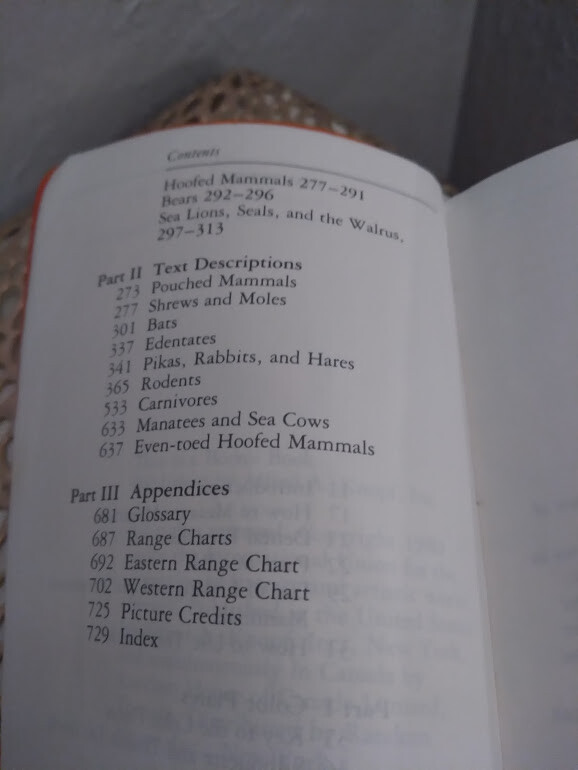 Contents
Hoofed Mammals 277–291
Bears 292–296
Sea Lions, Seals, and the Walrus,
297–313
Part II Text Descriptions
273 Pouched Mammals
277 Shrews and Moles
301 Bats
337 Edentates
341 Pikas, Rabbits, and Hares
365 Rodents
533 Carnivores
633 Manatees and Sea Cows
637 Even-toed Hoofed Mammals
Part III Appendices
681 Glossary
687 Range Charts
692 Eastern Range Chart
702 Western Range Chart
725 Picture Credits
729 Index